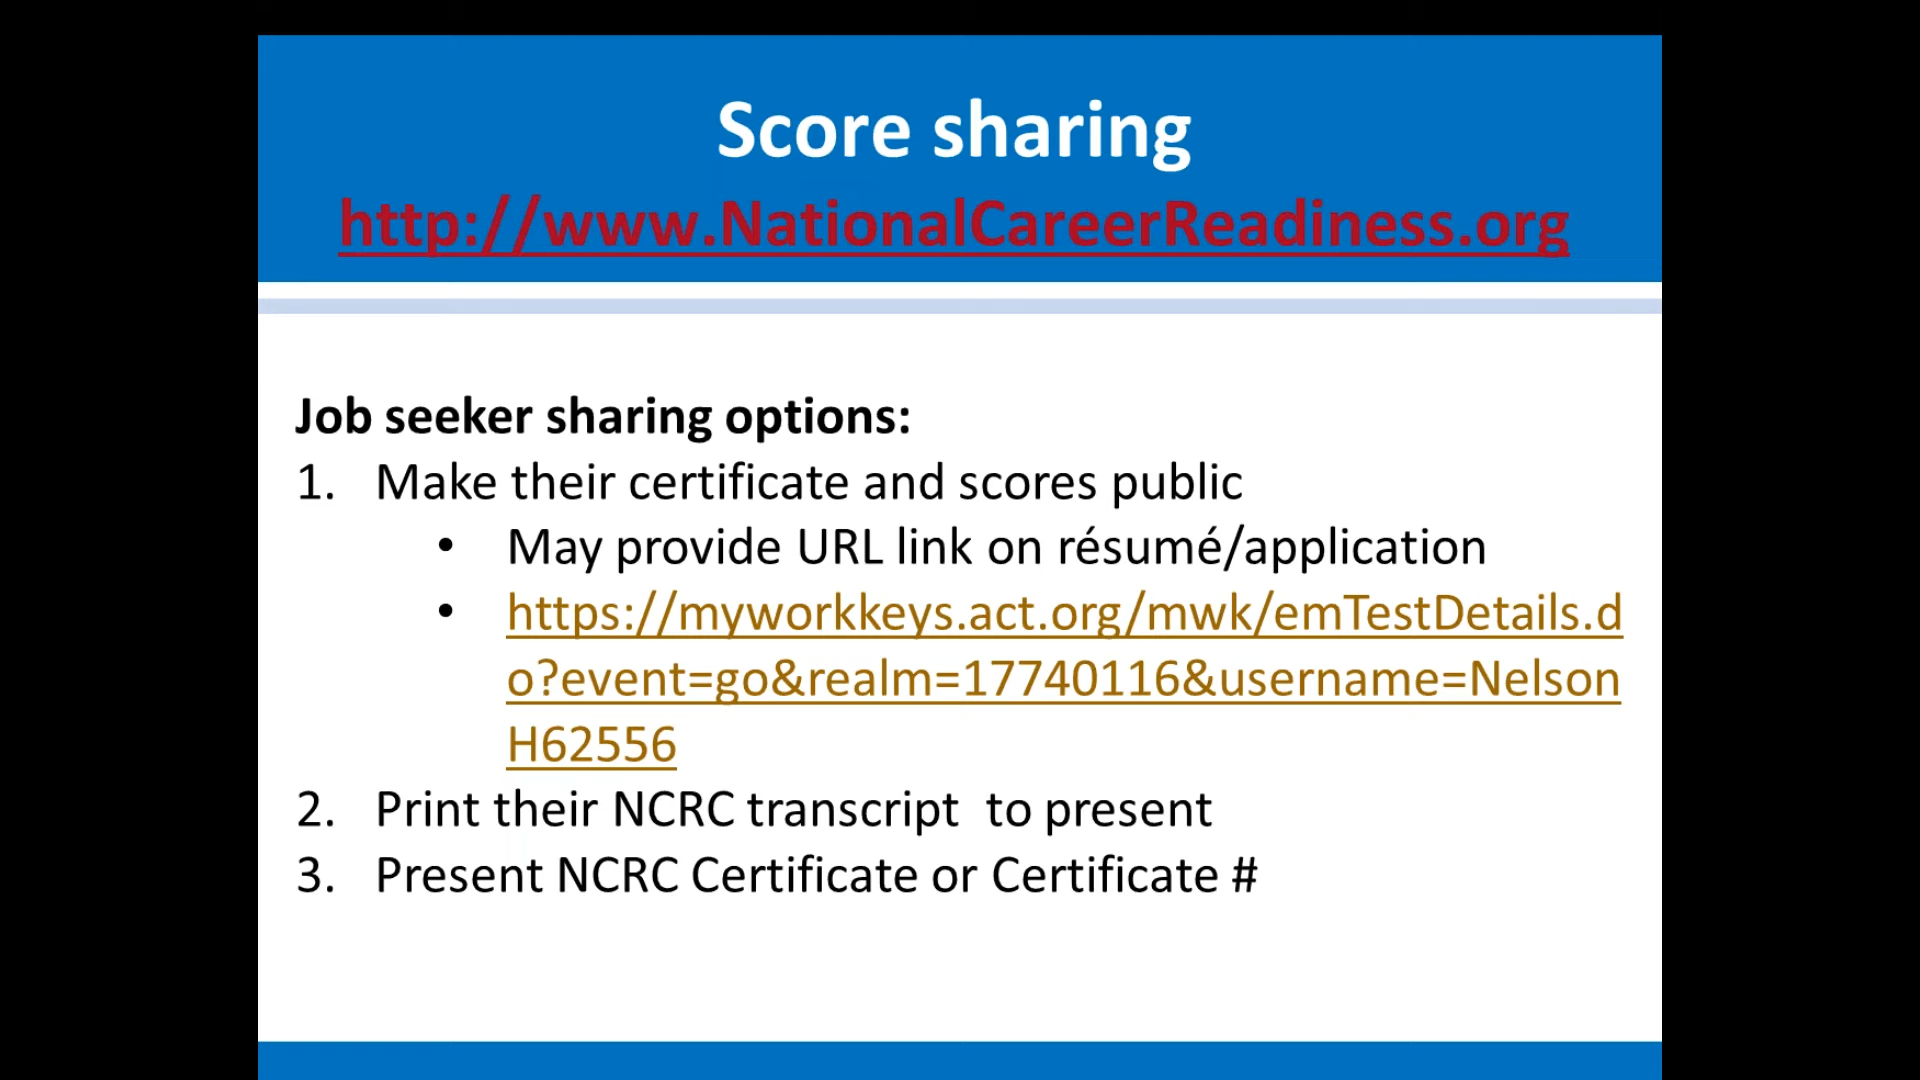 Score sharing
http://www.NationalCareerReadiness.org
Job seeker sharing options:
1. Make their certificate and scores public
• May provide URL link on résumé/application
• https://myworkkeys.act.org/mwk/emTestDetails.d
o?event=go&realm=17740116&username=Nelson
H62556
2. Print their NCRC transcript  to present
3. Present NCRC Certificate or Certificate #